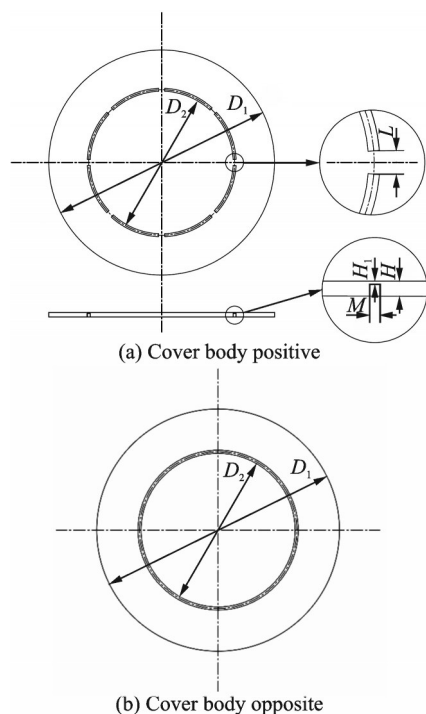 D2
D1
L
H1
H
M
(a) Cover body positive
D2
D1
(b) Cover body opposite